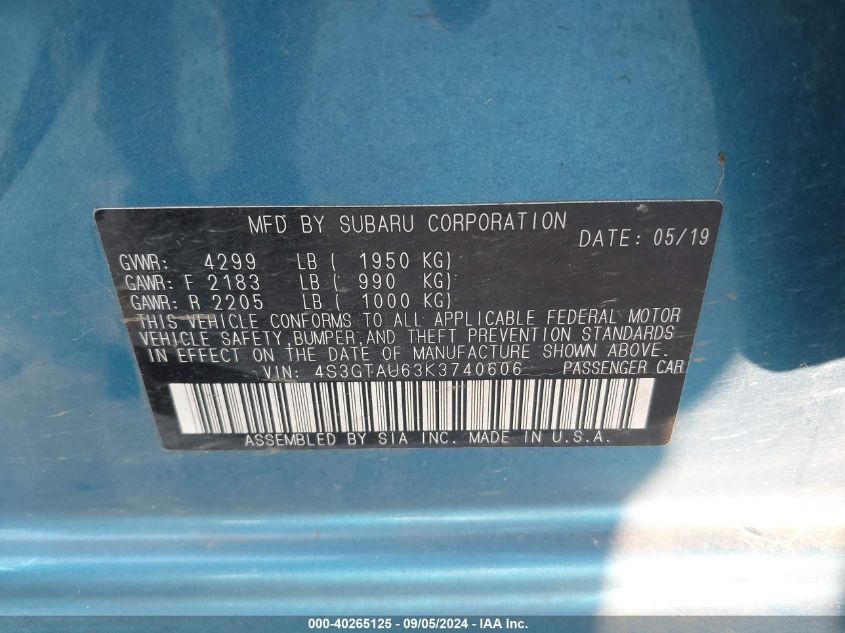 MFD BY SUBARU CORPORATION
DATE: 05/19
GVWR: 4299 LB ( 1950 KG)
GAWR: F 2183 LB ( 990 KG)
GAWR: R 2205 LB ( 1000 KG)
THIS VEHICLE CONFORMS TO ALL APPLICABLE FEDERAL MOTOR
VEHICLE SAFETY, BUMPER, AND THEFT PREVENTION STANDARDS
IN EFFECT ON THE DATE OF MANUFACTURE SHOWN ABOVE.
VIN: 4S3GTAU63K3740606 PASSENGER CAR
ASSEMBLED BY SIA INC. MADE IN U.S.A.
000-40265125 - 09/05/2024 - IAA Inc.